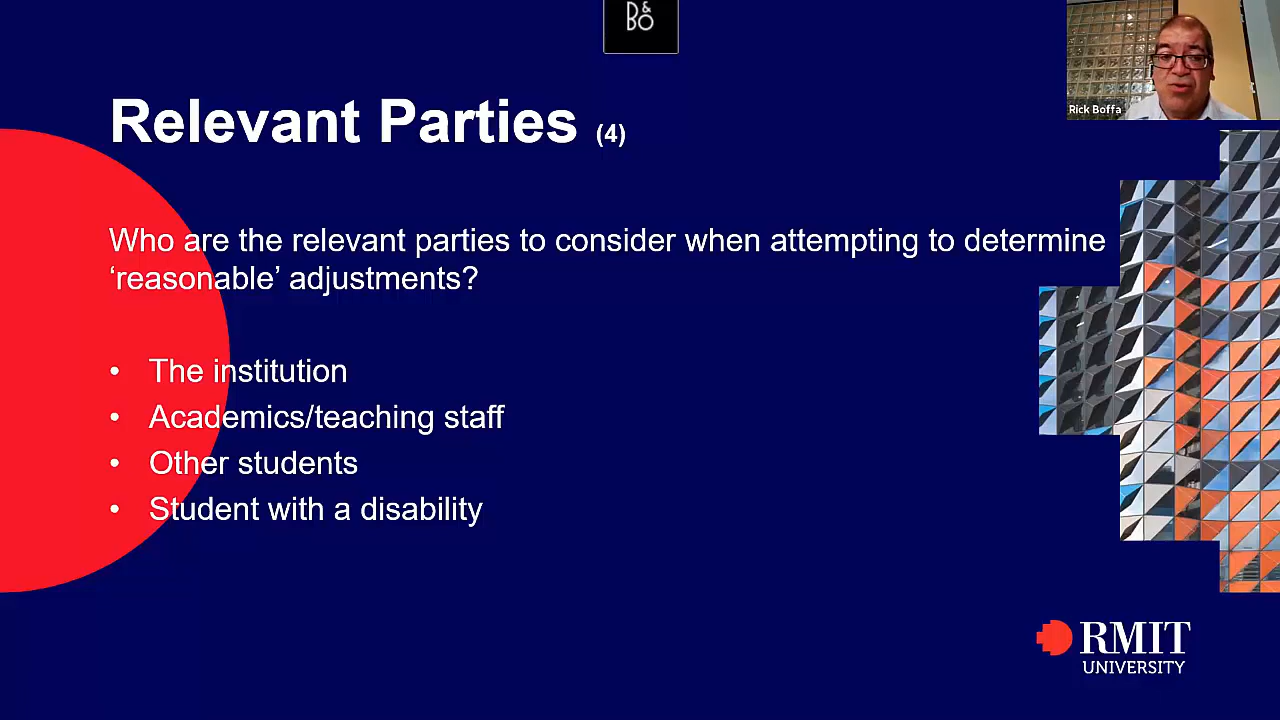 D&
BO
Rick Boffa
Relevant Parties (4)
Who are the relevant parties to consider when attempting to determine
‘reasonable’ adjustments?
• The institution
• Academics/teaching staff
• Other students
• Student with a disability
RMIT
UNIVERSITY